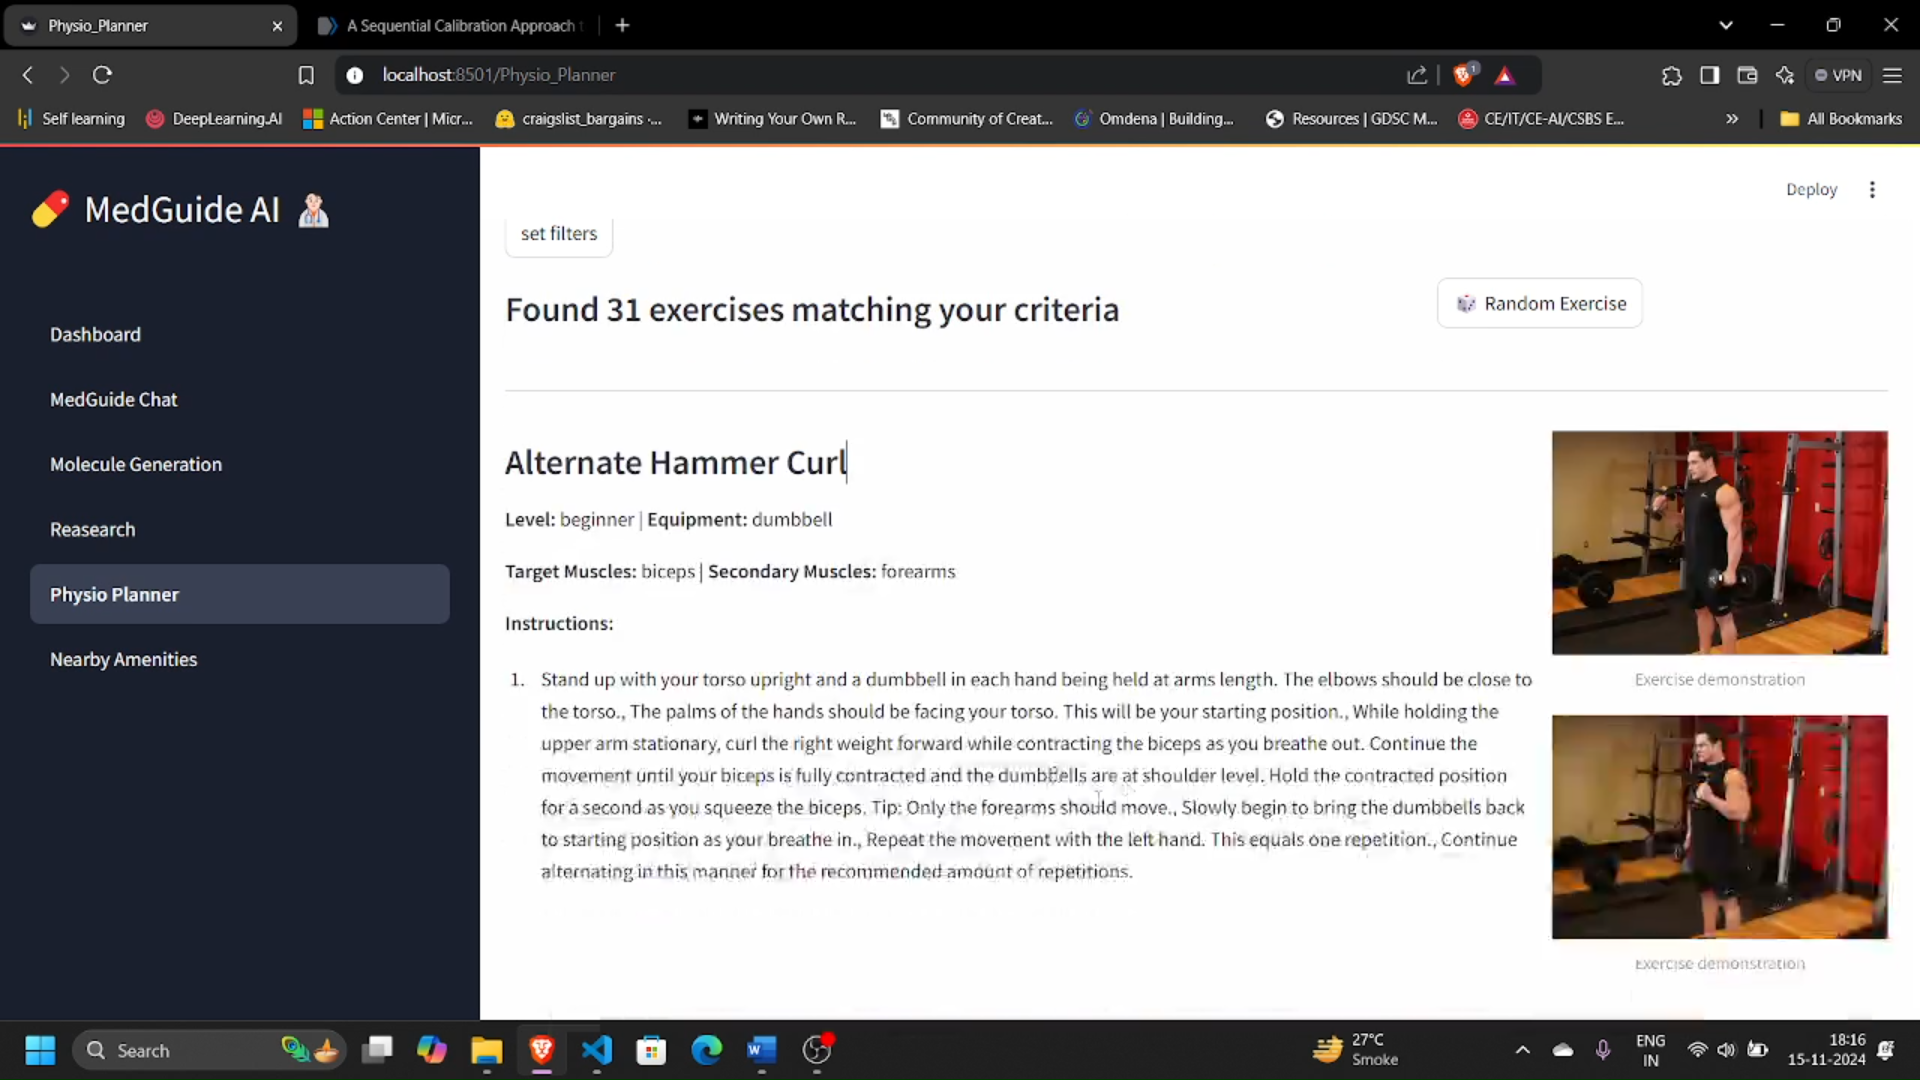 Physio_Planner
A Sequential Calibration Approach t
localhost:8501/Physio_Planner
1
VPN
Self learning
DeepLearning.AI
Action Center | Micr...
craigslist_bargains ·...
Writing Your Own R...
Community of Creat...
Omdena | Building...
Resources | GDSC M...
CE/IT/CE-AI/CSBS E...
»
All Bookmarks
MedGuide AI
Deploy
Dashboard
MedGuide Chat
Molecule Generation
Reasearch
Physio Planner
Nearby Amenities
set filters
Found 31 exercises matching your criteria
Random Exercise
Alternate Hammer Curl
Level: beginner | Equipment: dumbbell
Target Muscles: biceps | Secondary Muscles: forearms
Instructions:
1. Stand up with your torso upright and a dumbbell in each hand being held at arms length. The elbows should be close to
the torso., The palms of the hands should be facing your torso. This will be your starting position., While holding the
upper arm stationary, curl the right weight forward while contracting the biceps as you breathe out. Continue the
movement until your biceps is fully contracted and the dumbbells are at shoulder level. Hold the contracted position
for a second as you squeeze the biceps. Tip: Only the forearms should move., Slowly begin to bring the dumbbells back
to starting position as your breathe in., Repeat the movement with the left hand. This equals one repetition., Continue
alternating in this manner for the recommended amount of repetitions.
Exercise demonstration
Exercise demonstration
Search
27°C
Smoke
ENG
IN
18:16
15-11-2024